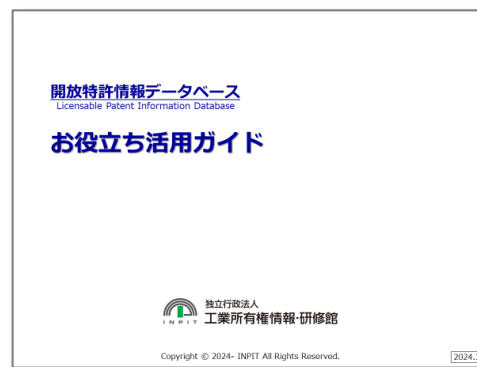 開放特許情報データベース
Licensable Patent Information Database
お役立ち活用ガイド
独立行政法人
INPIT
工業所有権情報・研修館
Copyright © 2024- INPIT All Rights Reserved.
2024.